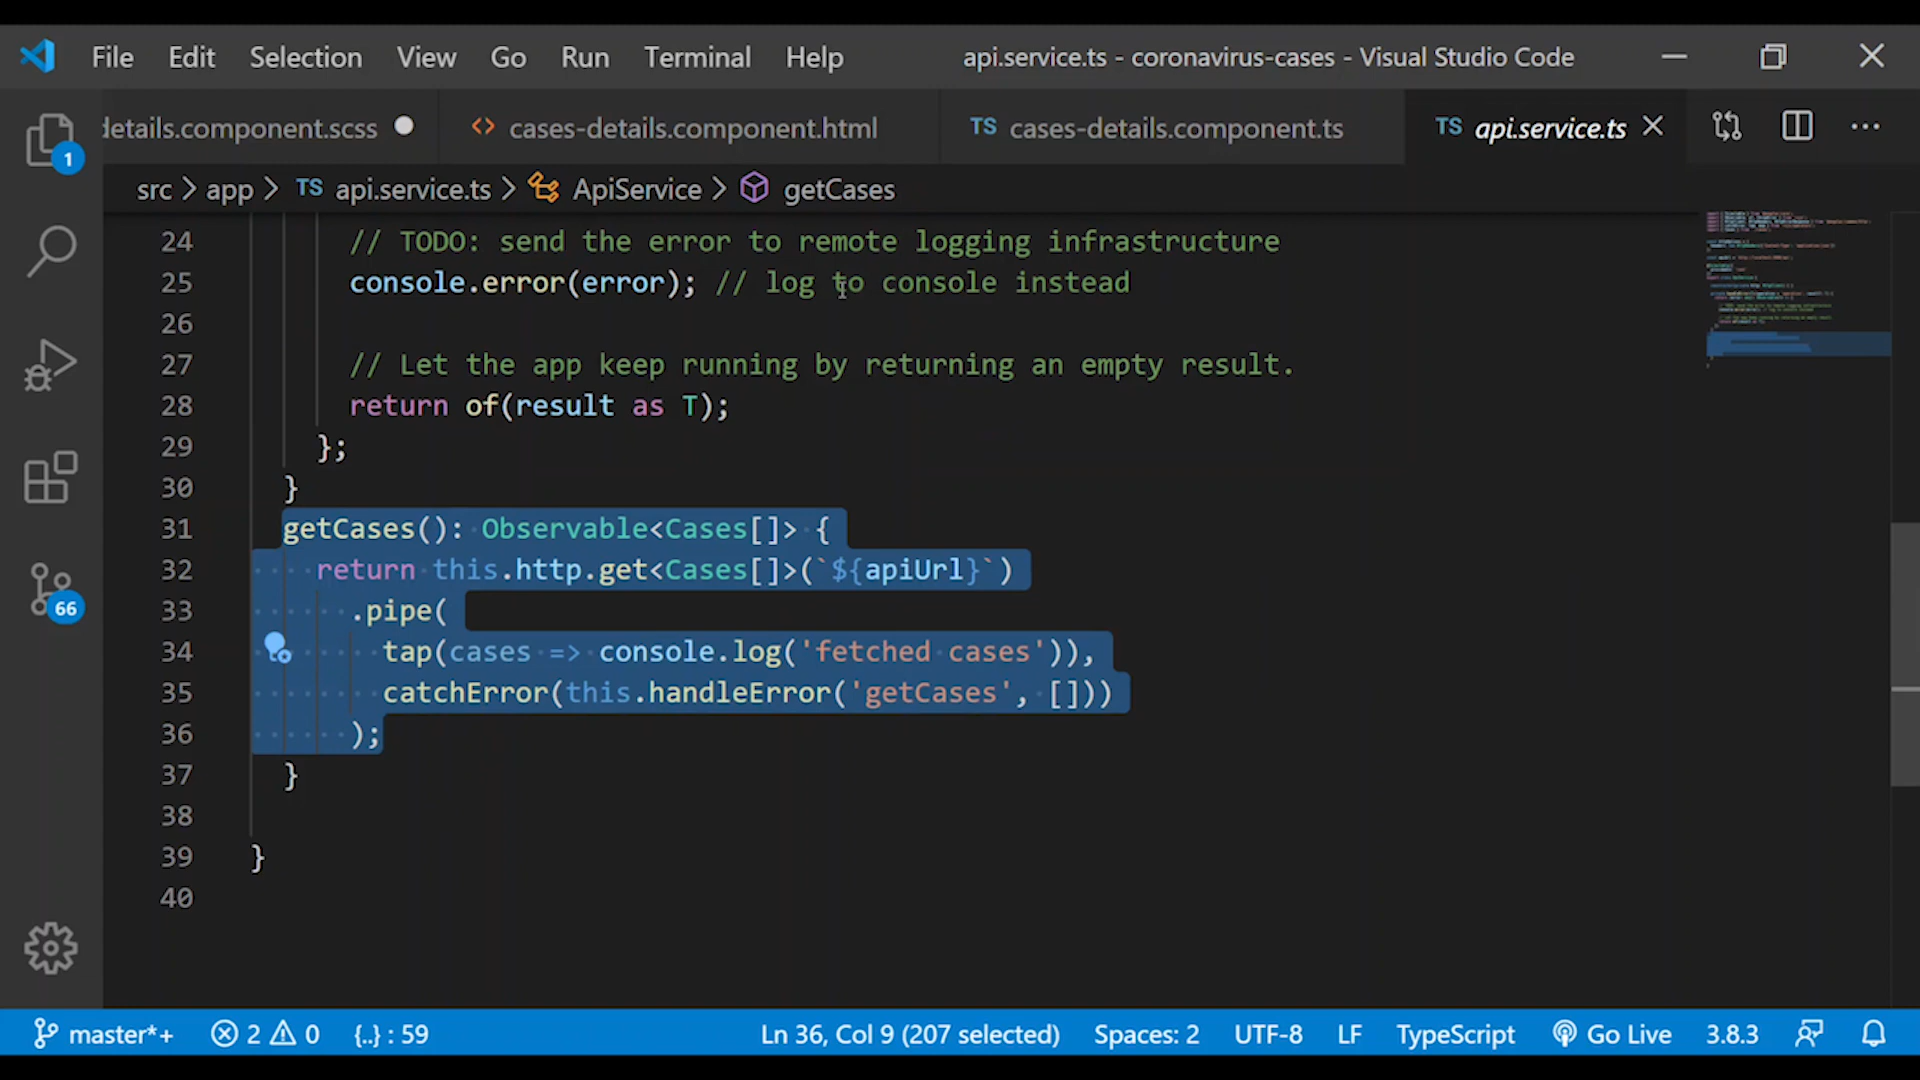 File Edit Selection View Go Run Terminal Help api.service.ts - coronavirus-cases - Visual Studio Code
details.component.scss cases-details.component.html TS cases-details.component.ts TS api.service.ts
src > app > TS api.service.ts > ApiService > getCases
24 // TODO: send the error to remote logging infrastructure
25 console.error(error); // log to console instead
26
27 // Let the app keep running by returning an empty result.
28 return of(result as T);
29 };
30 }
31 getCases(): Observable<Cases[]> {
32 return this.http.get<Cases[]>(`${apiUrl}`)
33 .pipe(
34 tap(cases => console.log('fetched cases')),
35 catchError(this.handleError('getCases', []))
36 );
37 }
38
39 }
40
1
66
master*+ 2 0 {..} : 59 Ln 36, Col 9 (207 selected) Spaces: 2 UTF-8 LF TypeScript Go Live 3.8.3